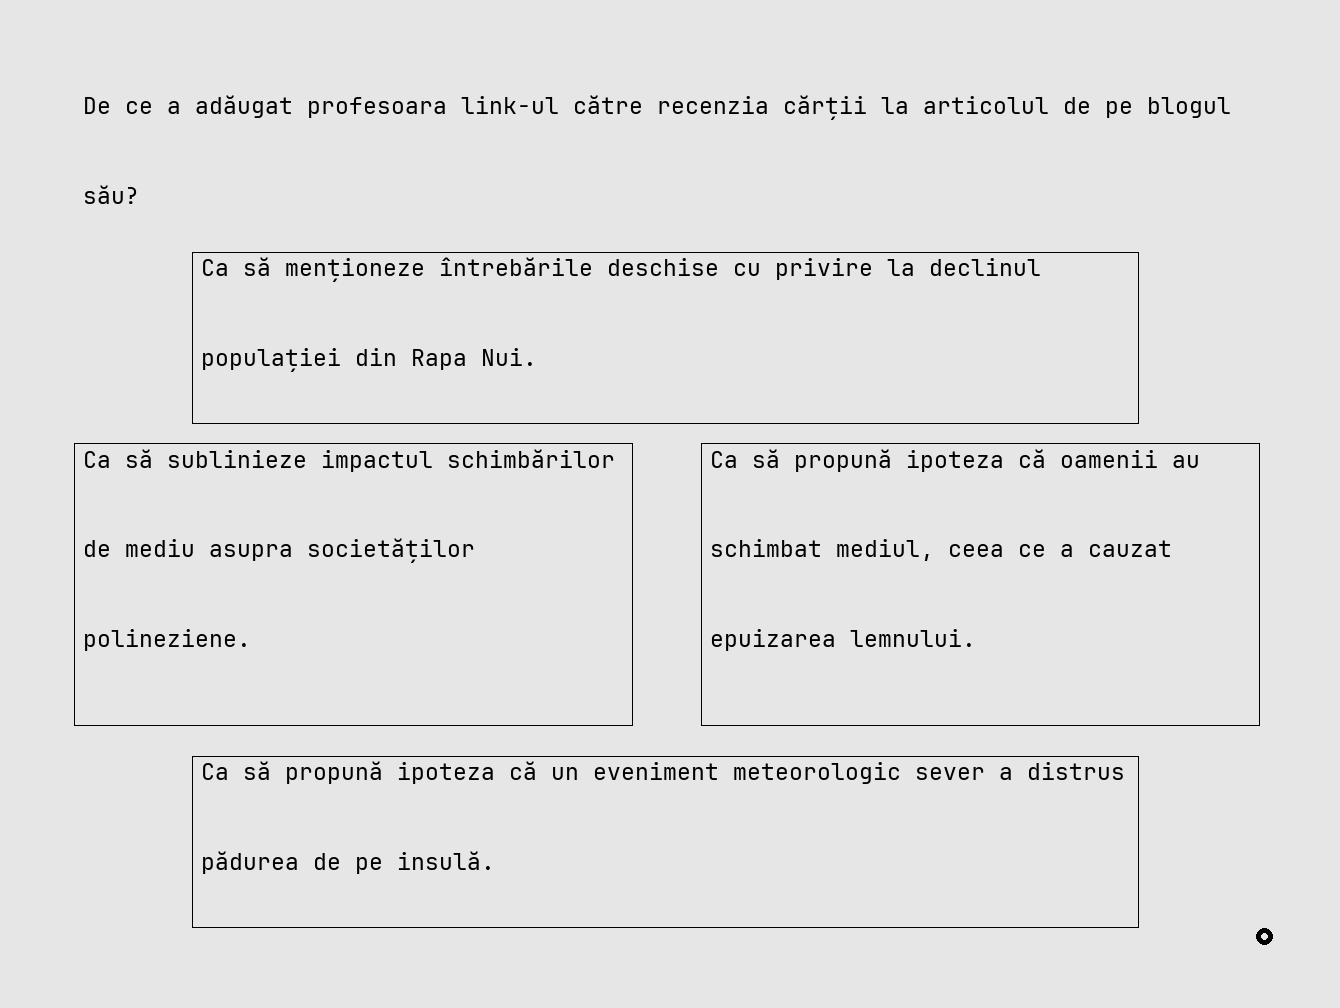 De ce a adăugat profesoara link-ul către recenzia cărții la articolul de pe blogul
său?
Ca să menționeze întrebările deschise cu privire la declinul
populației din Rapa Nui.
Ca să sublinieze impactul schimbărilor
de mediu asupra societăților
polineziene.
Ca să propună ipoteza că oamenii au
schimbat mediul, ceea ce a cauzat
epuizarea lemnului.
Ca să propună ipoteza că un eveniment meteorologic sever a distrus
pădurea de pe insulă.